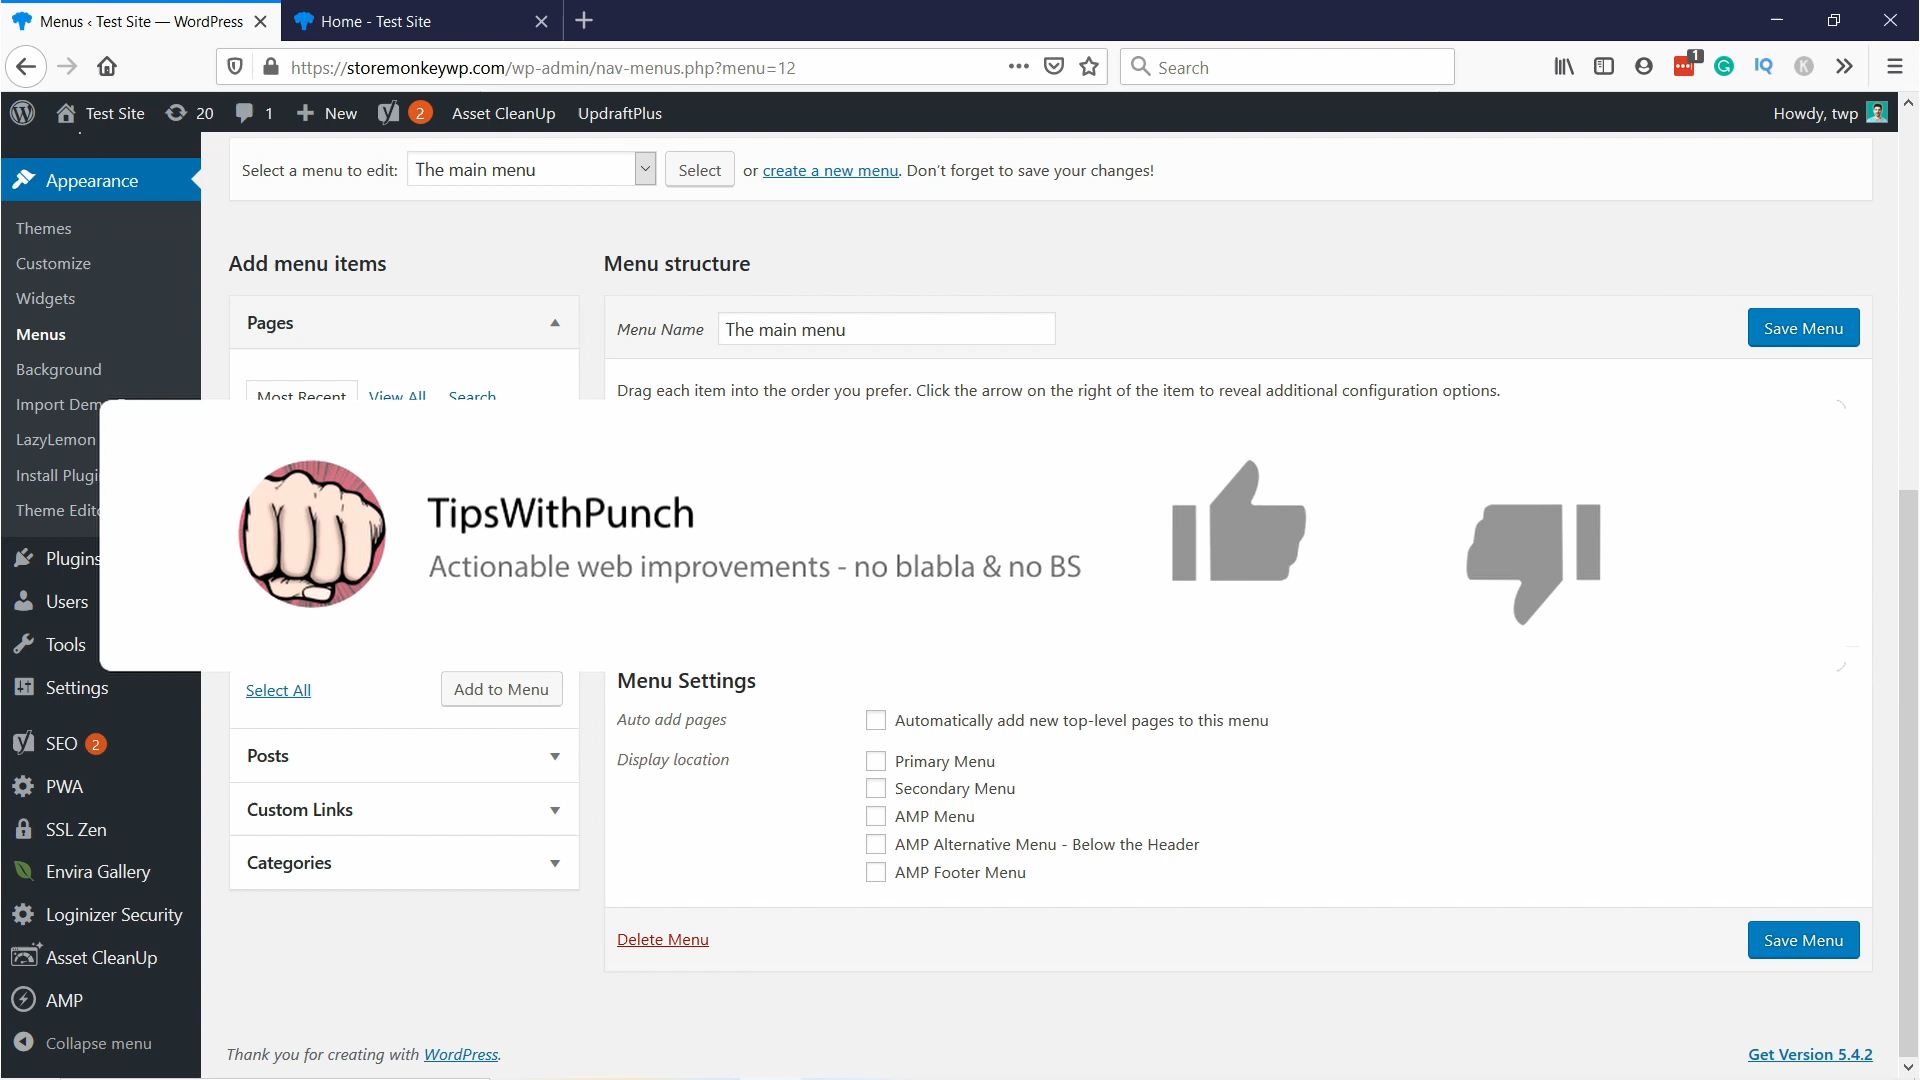 Menus ‹ Test Site — WordPress
Home - Test Site
https://storemonkeywp.com/wp-admin/nav-menus.php?menu=12
Search
1
IQ
K
Test Site
20
1
New
2
Asset CleanUp
UpdraftPlus
Howdy, twp
Appearance
Themes
Customize
Widgets
Menus
Background
Import Dem
LazyLemon
Install Plugi
Theme Edit
Plugins
Users
Tools
Settings
SEO 2
PWA
SSL Zen
Envira Gallery
Loginizer Security
Asset CleanUp
AMP
Collapse menu
Select a menu to edit: The main menu Select or create a new menu. Don't forget to save your changes!
Add menu items
Pages
Most Recent View All Search
Select All
Add to Menu
Posts
Custom Links
Categories
Menu structure
Menu Name The main menu
Save Menu
Drag each item into the order you prefer. Click the arrow on the right of the item to reveal additional configuration options.
TipsWithPunch
Actionable web improvements - no blabla & no BS
Menu Settings
Auto add pages
Automatically add new top-level pages to this menu
Display location
Primary Menu
Secondary Menu
AMP Menu
AMP Alternative Menu - Below the Header
AMP Footer Menu
Delete Menu
Save Menu
Thank you for creating with WordPress.
Get Version 5.4.2